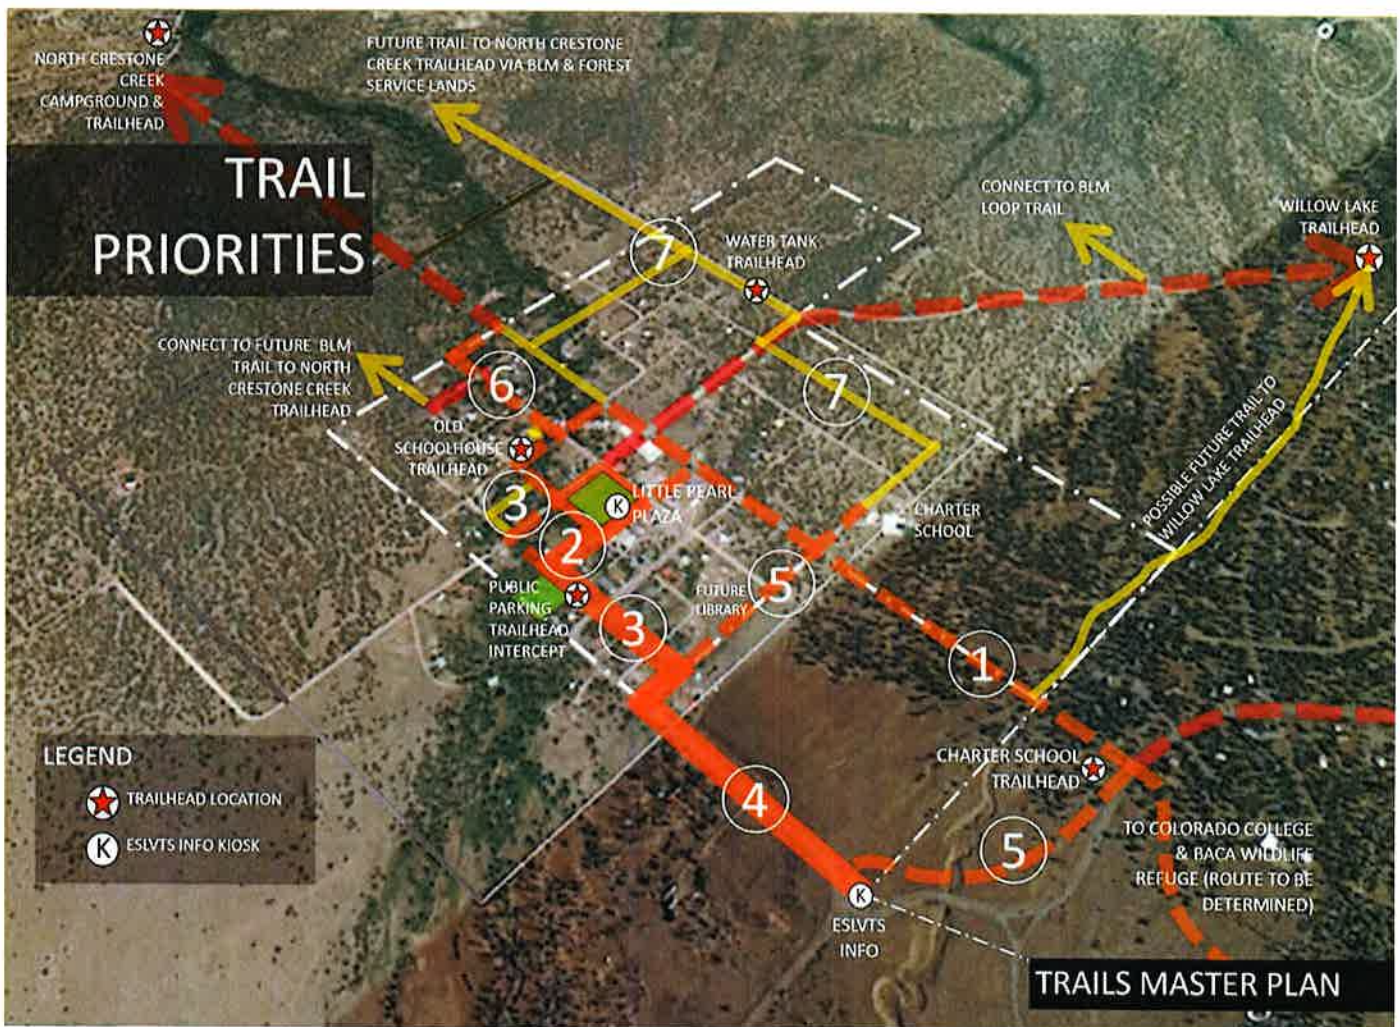 NORTH CRESTONE
CREEK
CAMPGROUND &
TRAILHEAD
FUTURE TRAIL TO NORTH CRESTONE
CREEK TRAILHEAD VIA BLM & FOREST
SERVICE LANDS
TRAIL
PRIORITIES
CONNECT TO BLM
LOOP TRAIL
WILLOW LAKE
TRAILHEAD
7
WATER TANK
TRAILHEAD
CONNECT TO FUTURE BLM
TRAIL TO NORTH
CRESTONE CREEK
TRAILHEAD
6
7
OLD
SCHOOLHOUSE
TRAILHEAD
3
K
LITTLE PEARL
PLAZA
CHARTER
SCHOOL
POSSIBLE FUTURE TRAIL TO
WILLOW LAKE TRAILHEAD
2
PUBLIC
PARKING
TRAILHEAD
INTERCEPT
FUTURE
LIBRARY
5
3
1
LEGEND
TRAILHEAD LOCATION
K ESLVTS INFO KIOSK
CHARTER SCHOOL
TRAILHEAD
4
5
TO COLORADO COLLEGE
& BACA WILDLIFE
REFUGE (ROUTE TO BE
DETERMINED)
K
ESLVTS
INFO
TRAILS MASTER PLAN